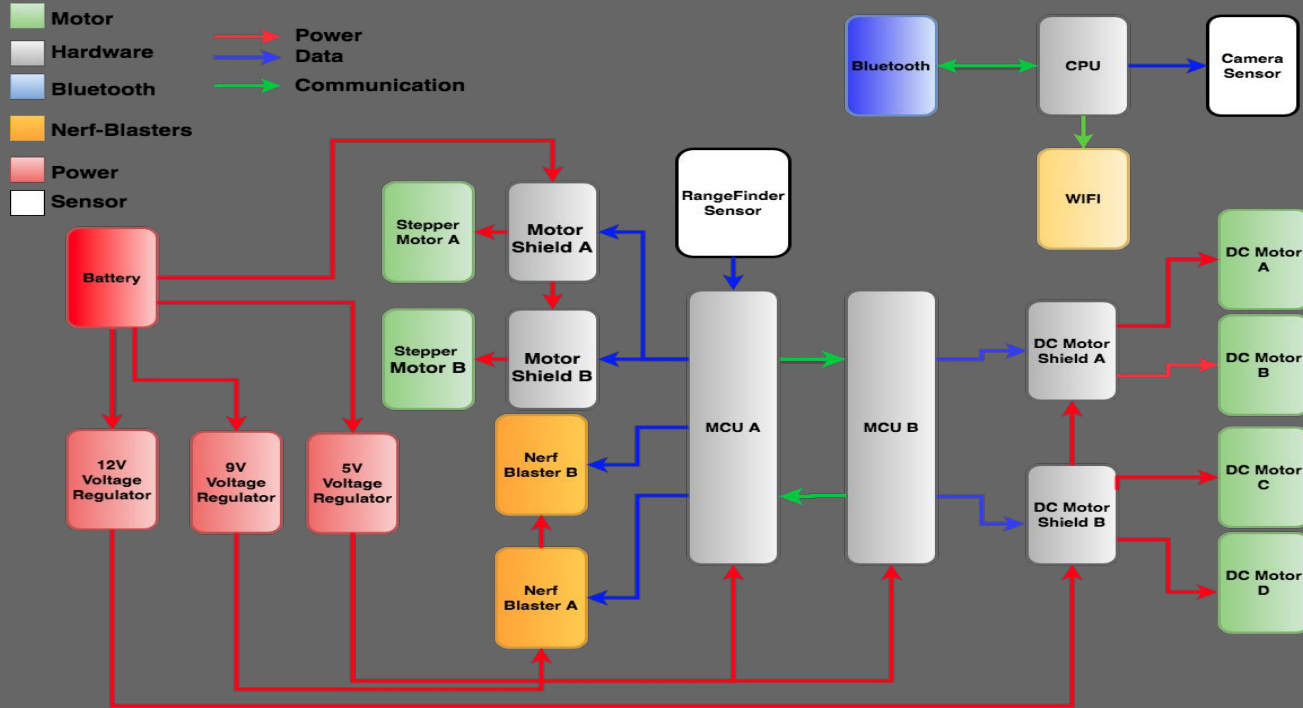 Motor
Hardware
Bluetooth
Nerf-Blasters
Power
Sensor
Power
Data
Communication
Bluetooth
CPU
Camera
Sensor
WIFI
RangeFinder
Sensor
Stepper
Motor A
Motor
Shield A
Battery
Stepper
Motor B
Motor
Shield B
MCU A
MCU B
DC Motor
Shield A
DC Motor
A
DC Motor
B
12V
Voltage
Regulator
9V
Voltage
Regulator
5V
Voltage
Regulator
Nerf
Blaster B
Nerf
Blaster A
DC Motor
Shield B
DC Motor
C
DC Motor
D